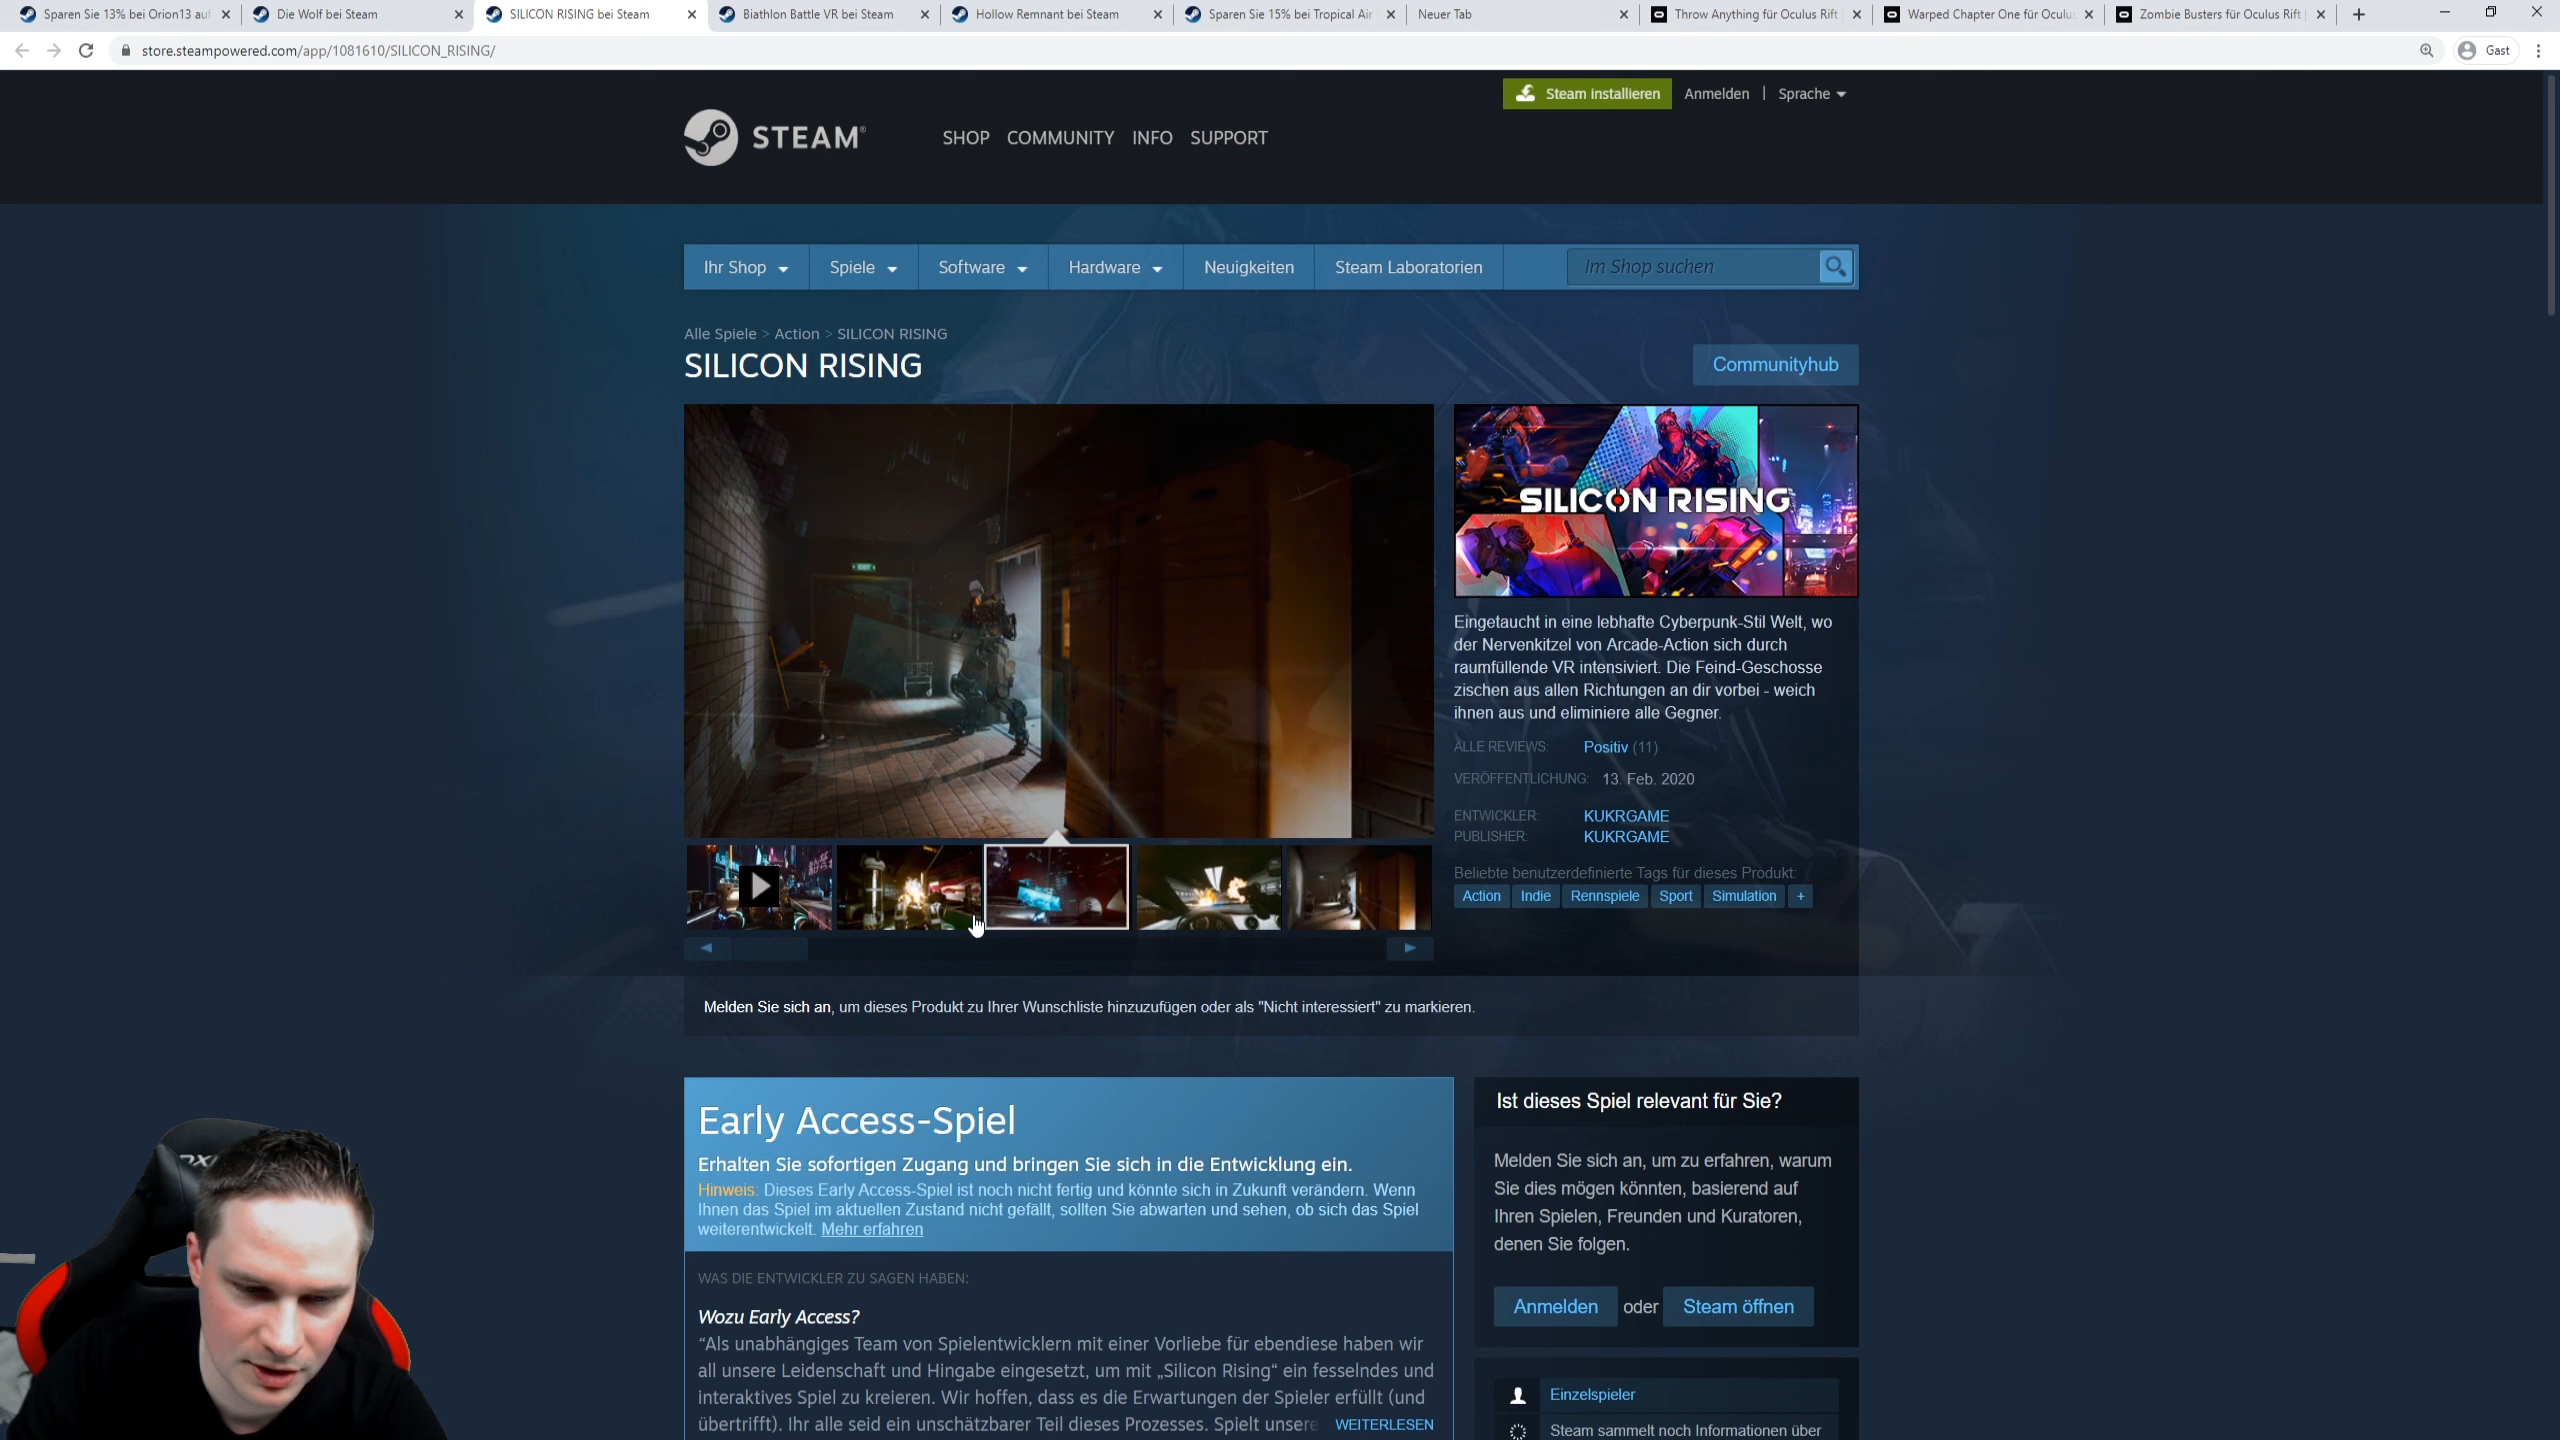 Sparen Sie 13% bei Orion13 auf
Die Wolf bei Steam
SILICON RISING bei Steam
Biathlon Battle VR bei Steam
Hollow Remnant bei Steam
Sparen Sie 15% bei Tropical Air
Neuer Tab
Throw Anything für Oculus Rift
Warped Chapter One für Oculus
Zombie Busters für Oculus Rift
store.steampowered.com/app/1081610/SILICON_RISING/
Gast
Steam installieren
Anmelden
Sprache
STEAM®
SHOP COMMUNITY INFO SUPPORT
Ihr Shop
Spiele
Software
Hardware
Neuigkeiten
Steam Laboratorien
Im Shop suchen
Alle Spiele > Action > SILICON RISING
SILICON RISING
Communityhub
SILICON RISING
Eingetaucht in eine lebhafte Cyberpunk-Stil Welt, wo
der Nervenkitzel von Arcade-Action sich durch
raumfüllende VR intensiviert. Die Feind-Geschosse
zischen aus allen Richtungen an dir vorbei - weich
ihnen aus und eliminiere alle Gegner.
ALLE REVIEWS: Positiv (11)
VERÖFFENTLICHUNG: 13. Feb. 2020
ENTWICKLER: KUKRGAME
PUBLISHER: KUKRGAME
Beliebte benutzerdefinierte Tags für dieses Produkt:
Action Indie Rennspiele Sport Simulation +
Melden Sie sich an, um dieses Produkt zu Ihrer Wunschliste hinzuzufügen oder als "Nicht interessiert" zu markieren.
Early Access-Spiel
Erhalten Sie sofortigen Zugang und bringen Sie sich in die Entwicklung ein.
Hinweis: Dieses Early Access-Spiel ist noch nicht fertig und könnte sich in Zukunft verändern. Wenn
Ihnen das Spiel im aktuellen Zustand nicht gefällt, sollten Sie abwarten und sehen, ob sich das Spiel
weiterentwickelt. Mehr erfahren
WAS DIE ENTWICKLER ZU SAGEN HABEN:
Wozu Early Access?
“Als unabhängiges Team von Spielentwicklern mit einer Vorliebe für ebendiese haben wir
all unsere Leidenschaft und Hingabe eingesetzt, um mit „Silicon Rising“ ein fesselndes und
interaktives Spiel zu kreieren. Wir hoffen, dass es die Erwartungen der Spieler erfüllt (und
übertrifft). Ihr alle seid ein unschätzbarer Teil dieses Prozesses. Spielt unsere WEITERLESEN
Ist dieses Spiel relevant für Sie?
Melden Sie sich an, um zu erfahren, warum
Sie dies mögen könnten, basierend auf
Ihren Spielen, Freunden und Kuratoren,
denen Sie folgen.
Anmelden oder Steam öffnen
Einzelspieler
Steam sammelt noch Informationen über